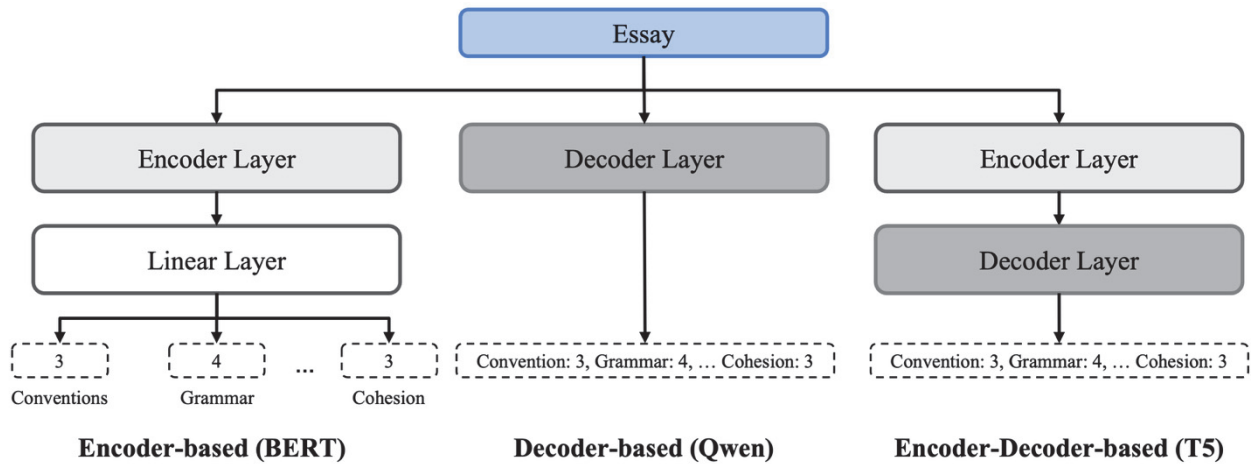 Essay
Encoder Layer
Linear Layer
3
4
...
3
Conventions
Grammar
Cohesion
Encoder-based (BERT)
Decoder Layer
Convention: 3, Grammar: 4, ... Cohesion: 3
Decoder-based (Qwen)
Encoder Layer
Decoder Layer
Convention: 3, Grammar: 4, ... Cohesion: 3
Encoder-Decoder-based (T5)